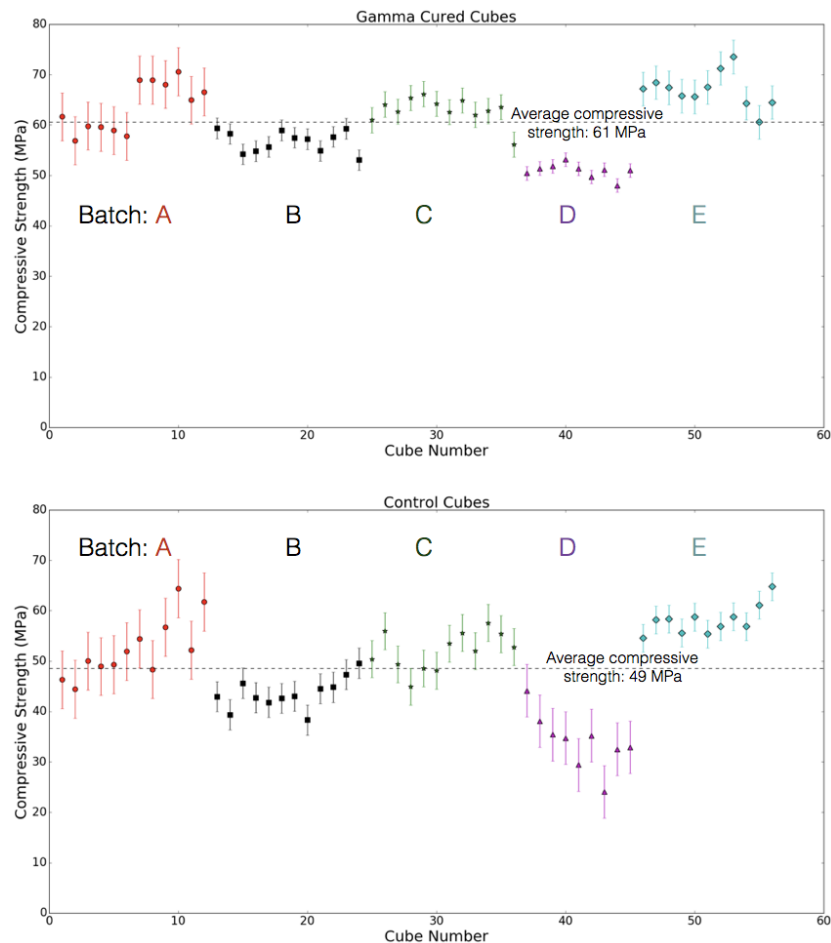 Gamma Cured Cubes
80
70
60
50
40
30
20
10
0
Compressive Strength (MPa)
Average compressive
strength: 61 MPa
Batch: A B C D E
0 10 20 30 40 50 60
Cube Number
Control Cubes
80
70
60
50
40
30
20
10
0
Compressive Strength (MPa)
Batch: A B C D E
Average compressive
strength: 49 MPa
0 10 20 30 40 50 60
Cube Number